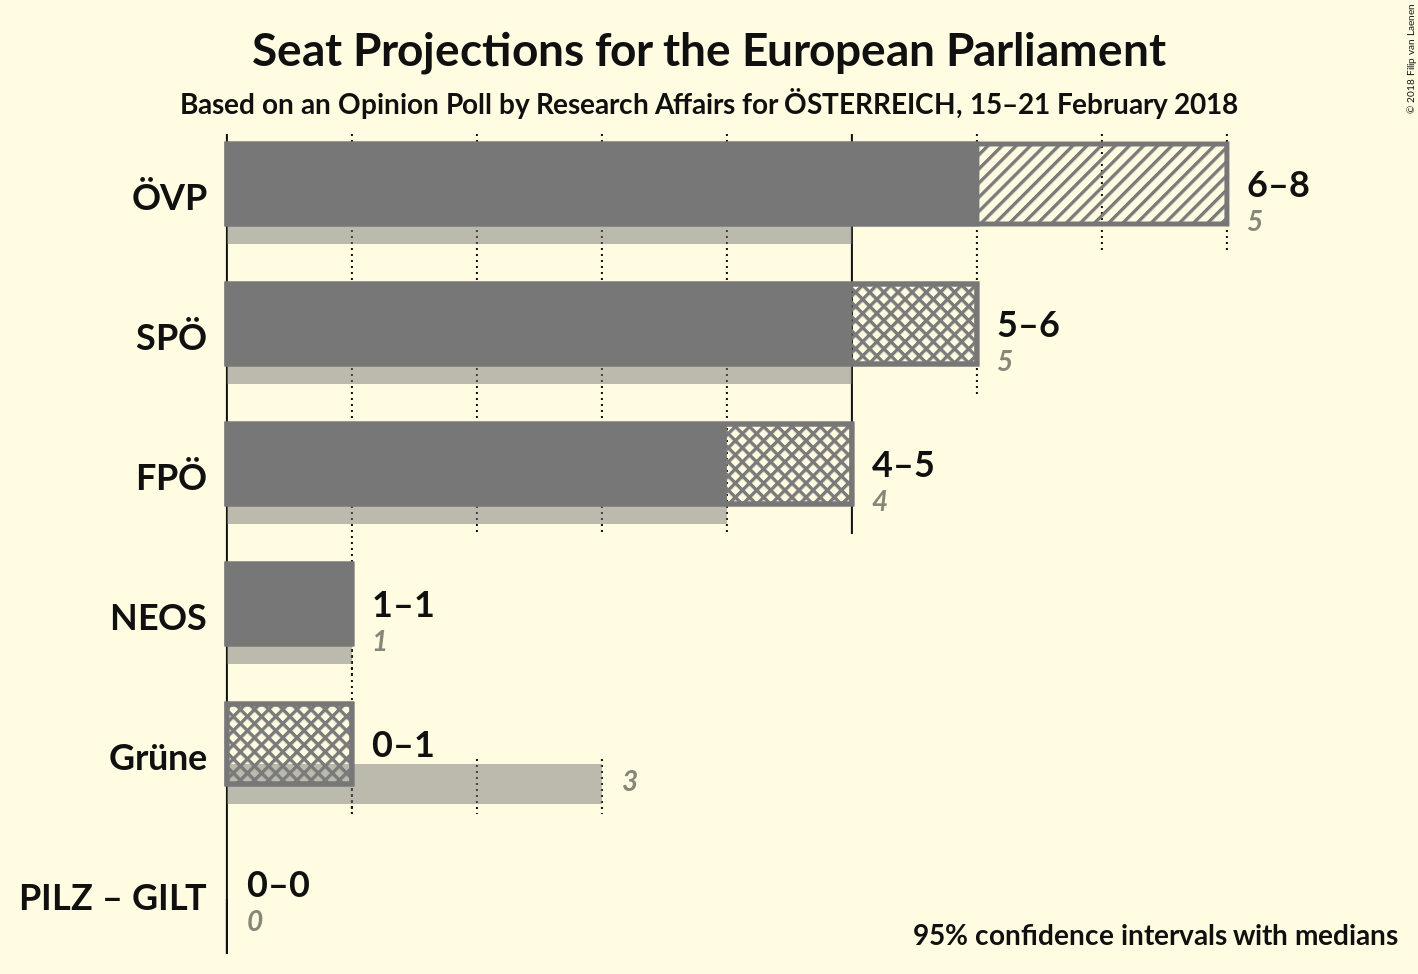 Seat Projections for the European Parliament
Based on an Opinion Poll by Research Affairs for ÖSTERREICH, 15–21 February 2018
© 2018 Filip van Laenen
ÖVP
6–8
5
SPÖ
5–6
5
FPÖ
4–5
4
NEOS
1–1
1
Grüne
0–1
3
PILZ – GILT
0–0
0
95% confidence intervals with medians